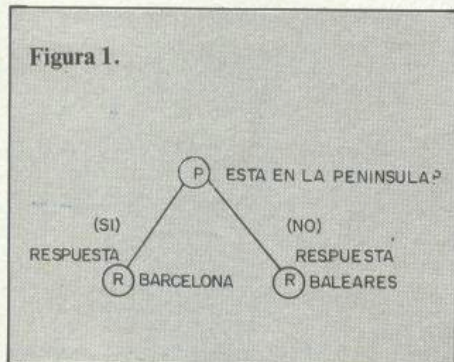 Figura 1.
P ESTA EN LA PENINSULA?
(SI) (NO)
RESPUESTA RESPUESTA
R BARCELONA R BALEARES